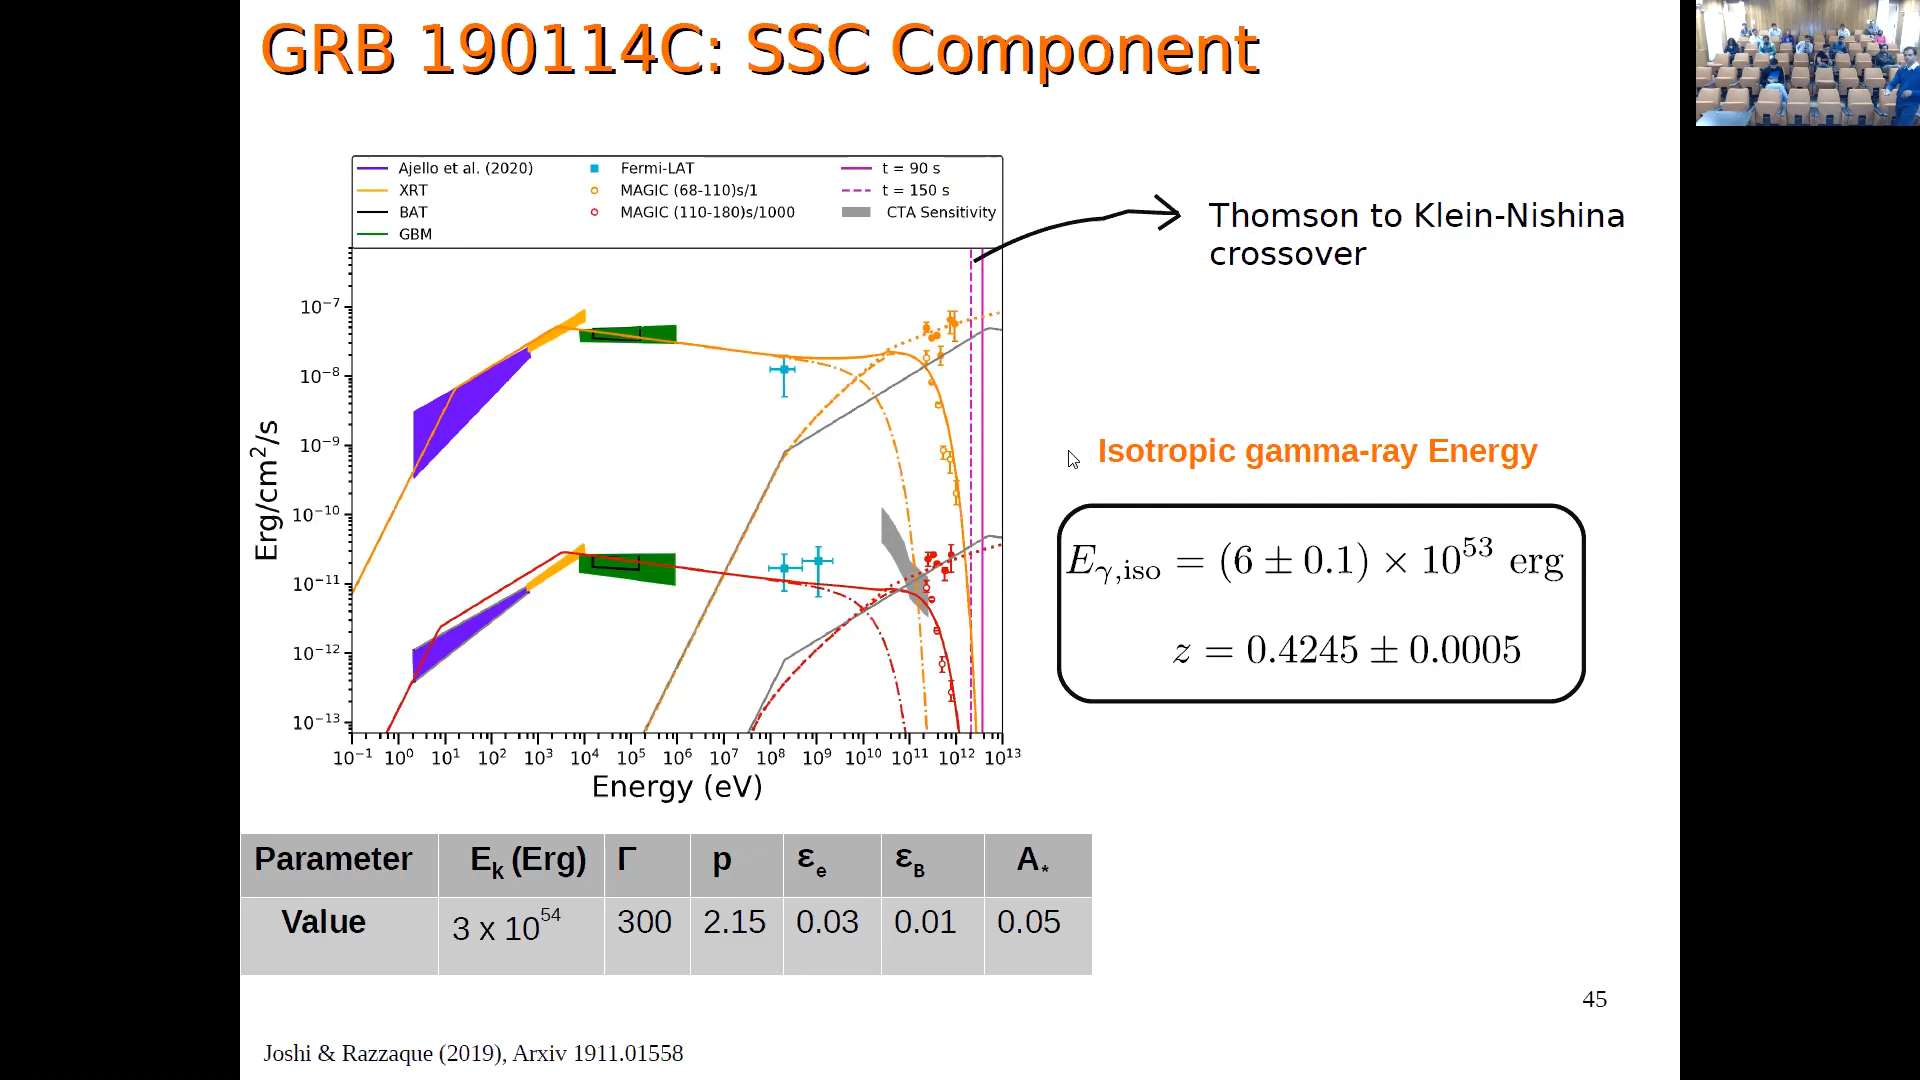 GRB 190114C: SSC Component
Ajello et al. (2020)
XRT
BAT
GBM
Fermi-LAT
MAGIC (68-110)s/1
MAGIC (110-180)s/1000
t = 90 s
t = 150 s
CTA Sensitivity
Thomson to Klein-Nishina
crossover
Erg/cm²/s
10⁻⁷
10⁻⁸
10⁻⁹
10⁻¹⁰
10⁻¹¹
10⁻¹²
10⁻¹³
10⁻¹ 10⁰ 10¹ 10² 10³ 10⁴ 10⁵ 10⁶ 10⁷ 10⁸ 10⁹ 10¹⁰ 10¹¹ 10¹² 10¹³
Energy (eV)
Isotropic gamma-ray Energy
E_γ,iso = (6 ± 0.1) × 10⁵³ erg
z = 0.4245 ± 0.0005
Parameter Eₖ (Erg) Γ p εₑ ε_B A_*
Value 3 x 10⁵⁴ 300 2.15 0.03 0.01 0.05
45
Joshi & Razzaque (2019), Arxiv 1911.01558